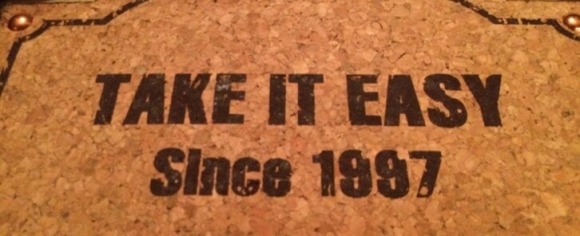 TAKE IT EASY
Since 1997